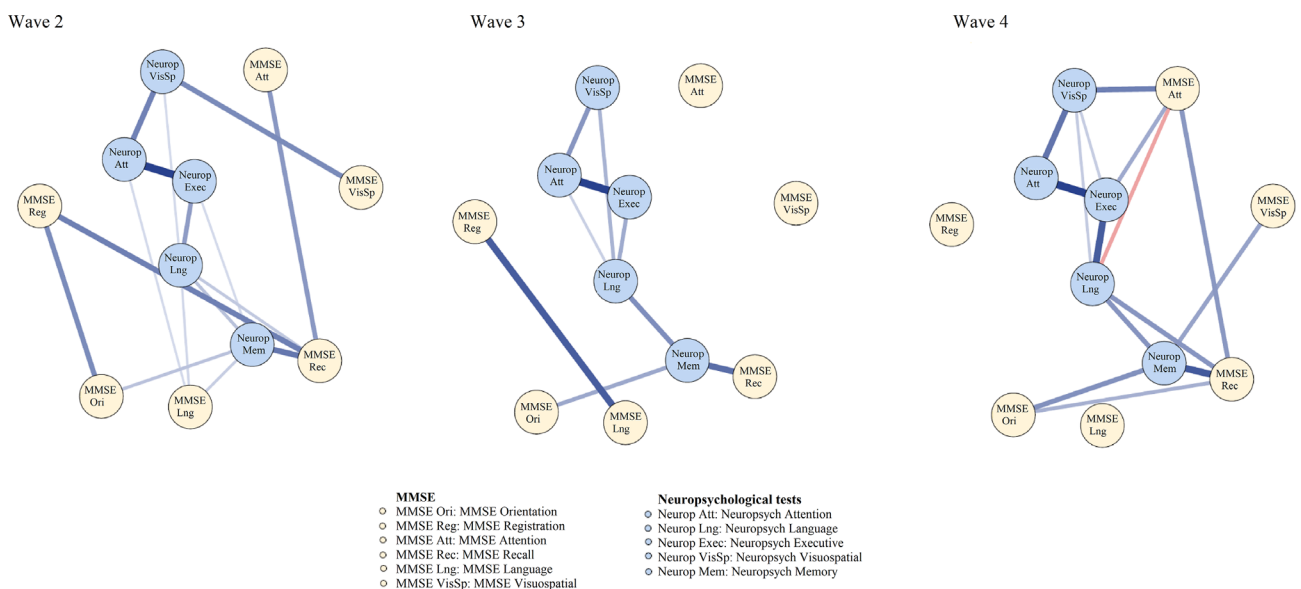 Wave 2
Wave 3
Wave 4
Neurop
VisSp
MMSE
Att
Neurop
Att
Neurop
Exec
MMSE
VisSp
MMSE
Reg
Neurop
Lng
Neurop
Mem
MMSE
Rec
MMSE
Ori
MMSE
Lng
Neurop
VisSp
MMSE
Att
Neurop
Att
Neurop
Exec
MMSE
VisSp
MMSE
Reg
Neurop
Lng
Neurop
Mem
MMSE
Rec
MMSE
Ori
MMSE
Lng
Neurop
VisSp
MMSE
Att
Neurop
Att
Neurop
Exec
MMSE
VisSp
MMSE
Reg
Neurop
Lng
Neurop
Mem
MMSE
Rec
MMSE
Ori
MMSE
Lng
MMSE
MMSE Ori: MMSE Orientation
MMSE Reg: MMSE Registration
MMSE Att: MMSE Attention
MMSE Rec: MMSE Recall
MMSE Lng: MMSE Language
MMSE VisSp: MMSE Visuospatial
Neuropsychological tests
Neurop Att: Neuropsych Attention
Neurop Lng: Neuropsych Language
Neurop Exec: Neuropsych Executive
Neurop VisSp: Neuropsych Visuospatial
Neurop Mem: Neuropsych Memory